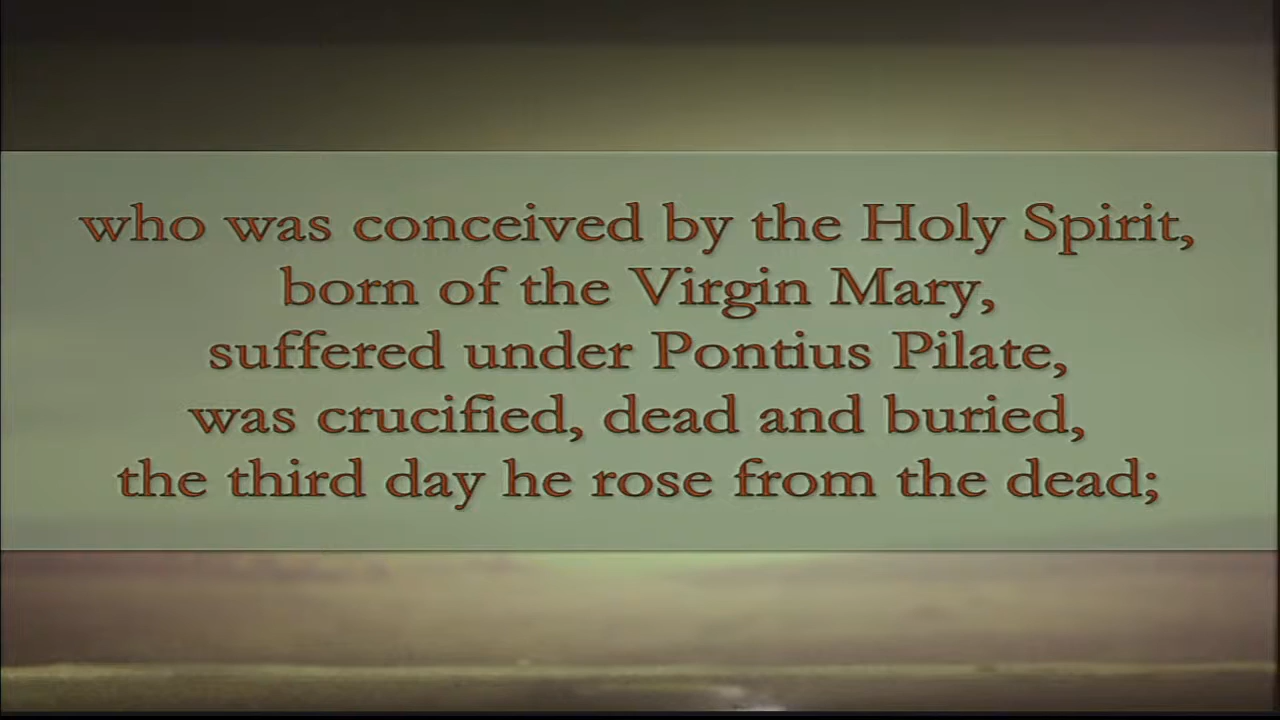 who was conceived by the Holy Spirit,
born of the Virgin Mary,
suffered under Pontius Pilate,
was crucified, dead and buried,
the third day he rose from the dead;